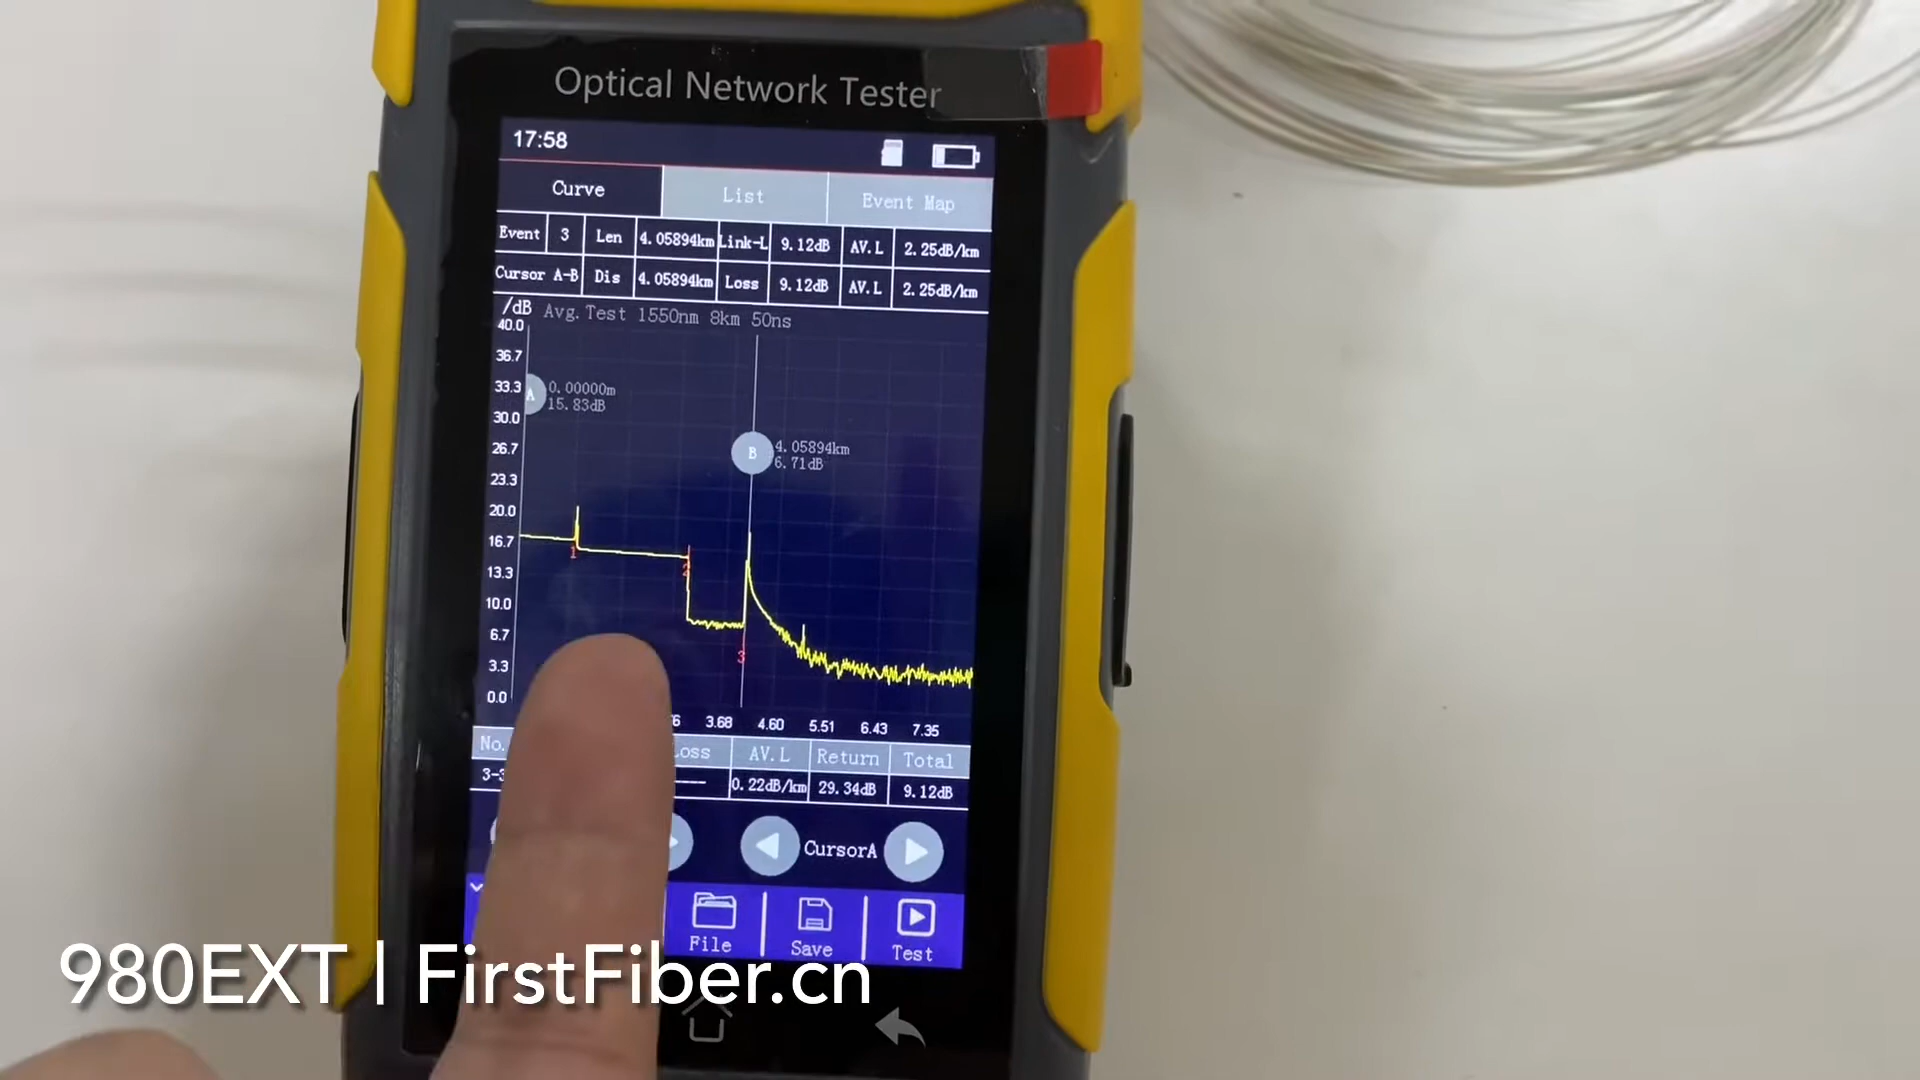 Optical Network Tester
17:58
Curve List Event Map
Event 3 Len 4.05894km Link-L 9.12dB AV.L 2.25dB/km
Cursor A-B Dis 4.05894km Loss 9.12dB AV.L 2.25dB/km
/dB Avg.Test 1550nm 8km 50ns
40.0
36.7
33.3 A 0.00000m
15.83dB
30.0
26.7 B 4.05894km
6.71dB
23.3
20.0
16.7
1
13.3 2
10.0
6.7
3.3 3
0.0
3.68 4.60 5.51 6.43 7.35
No. Loss AV.L Return Total
0.22dB/km 29.34dB 9.12dB
CursorA
File Save Test
980EXT | FirstFiber.cn